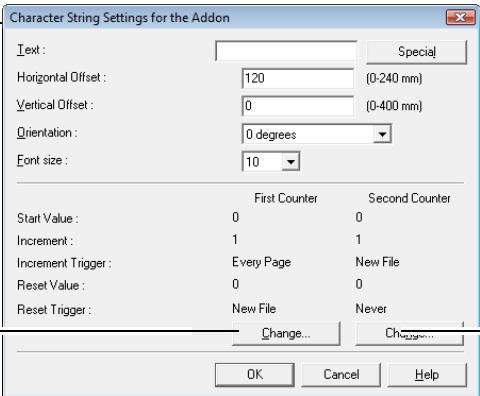 Character String Settings for the Addon
Text :
Special
Horizontal Offset : 120 (0-240 mm)
Vertical Offset : 0 (0-400 mm)
Orientation : 0 degrees
Font size : 10
First Counter Second Counter
Start Value : 0 0
Increment : 1 1
Increment Trigger : Every Page New File
Reset Value : 0 0
Reset Trigger : New File Never
Change... Change...
OK Cancel Help